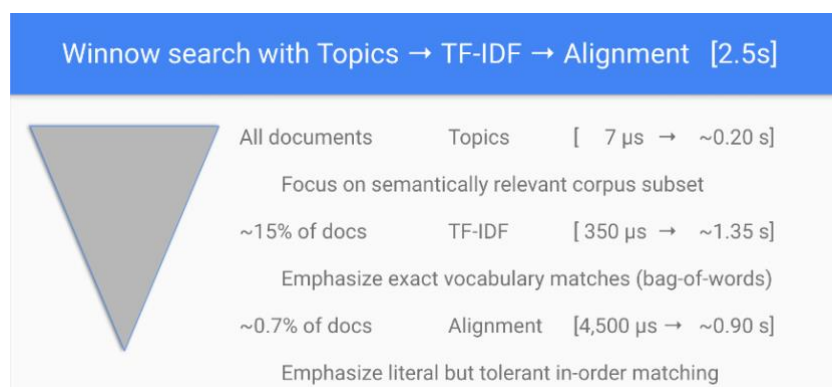 Winnow search with Topics → TF-IDF → Alignment [2.5s]
All documents Topics [ 7 μs → ~0.20 s]
Focus on semantically relevant corpus subset
~15% of docs TF-IDF [ 350 μs → ~1.35 s]
Emphasize exact vocabulary matches (bag-of-words)
~0.7% of docs Alignment [4,500 μs → ~0.90 s]
Emphasize literal but tolerant in-order matching